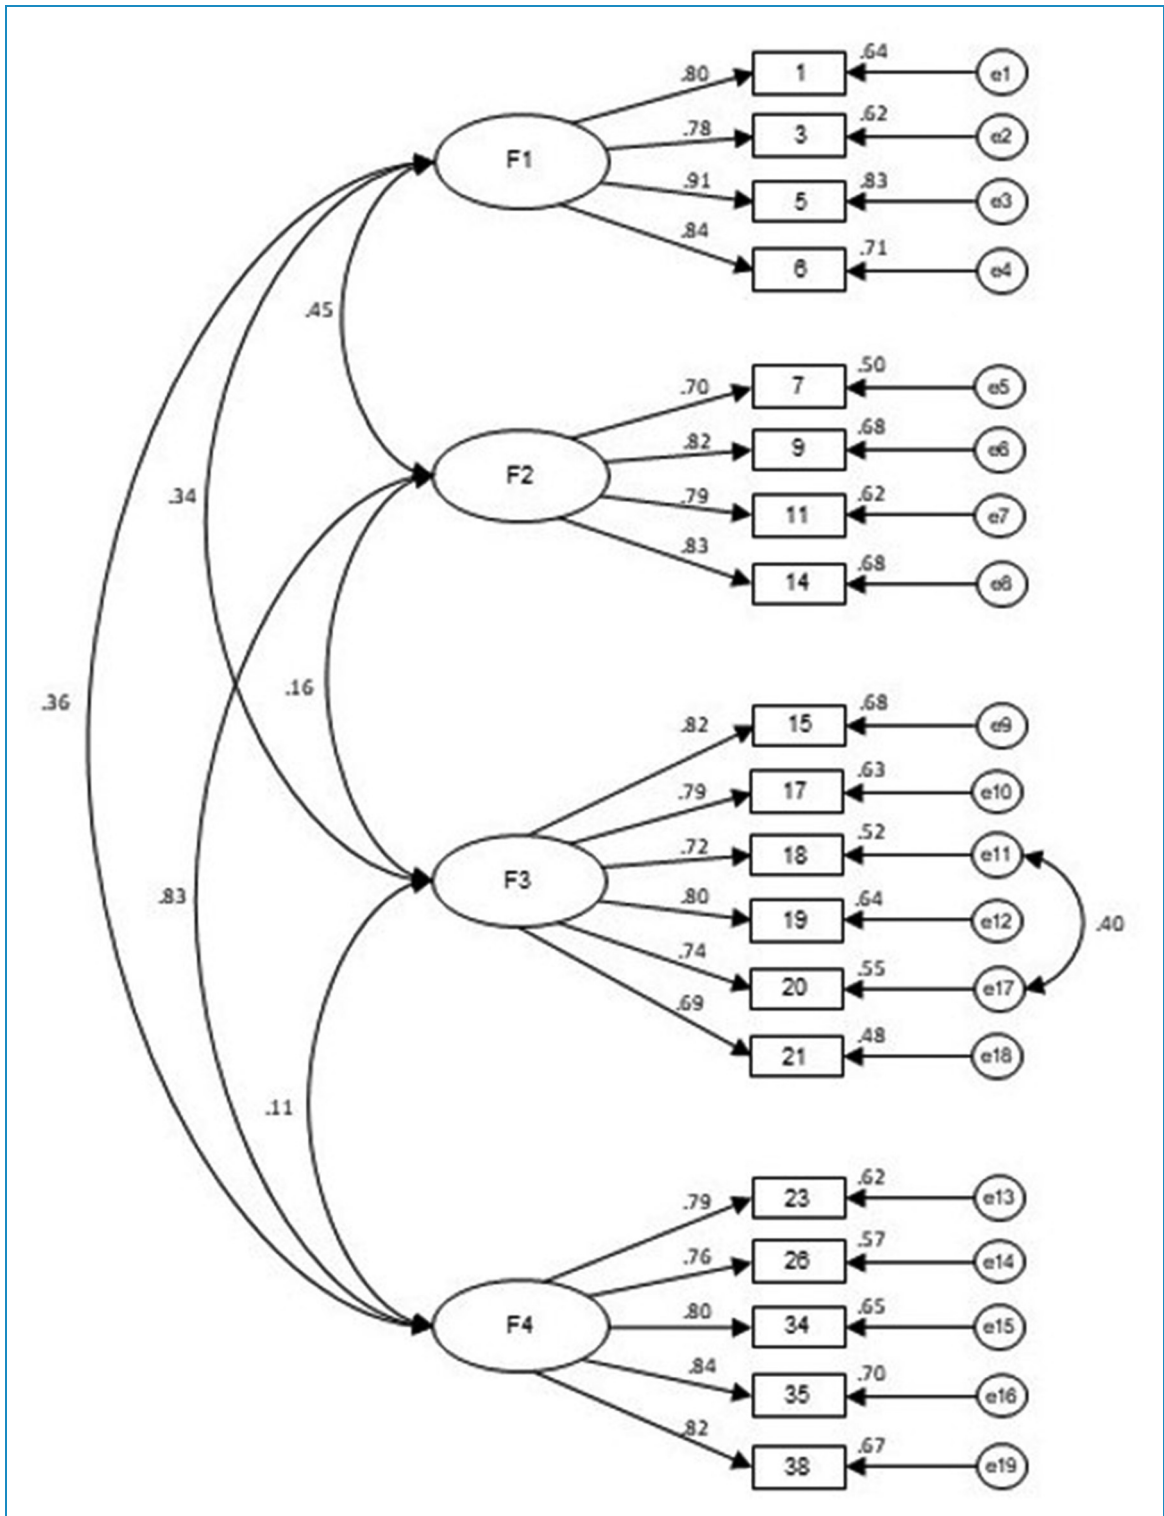 .64
.80 1 e1
.62
.78 3 e2
F1
.91 5 .83 e3
.84 6 .71 e4
.45
.50
.70 7 e5
.68
.82 9 e6
F2
.79 11 .62 e7
.83 14 .68 e8
.34
.36
.16
.68
.82 15 e9
.63
.79 17 e10
.52
.72 18 e11
F3
.80 19 .64 e12
.40
.74 20 .55 e17
.69 21 .48 e18
.83
.11
.62
.79 23 e13
.57
.76 26 e14
F4
.80 34 .65 e15
.84 35 .70 e16
.82 38 .67 e19